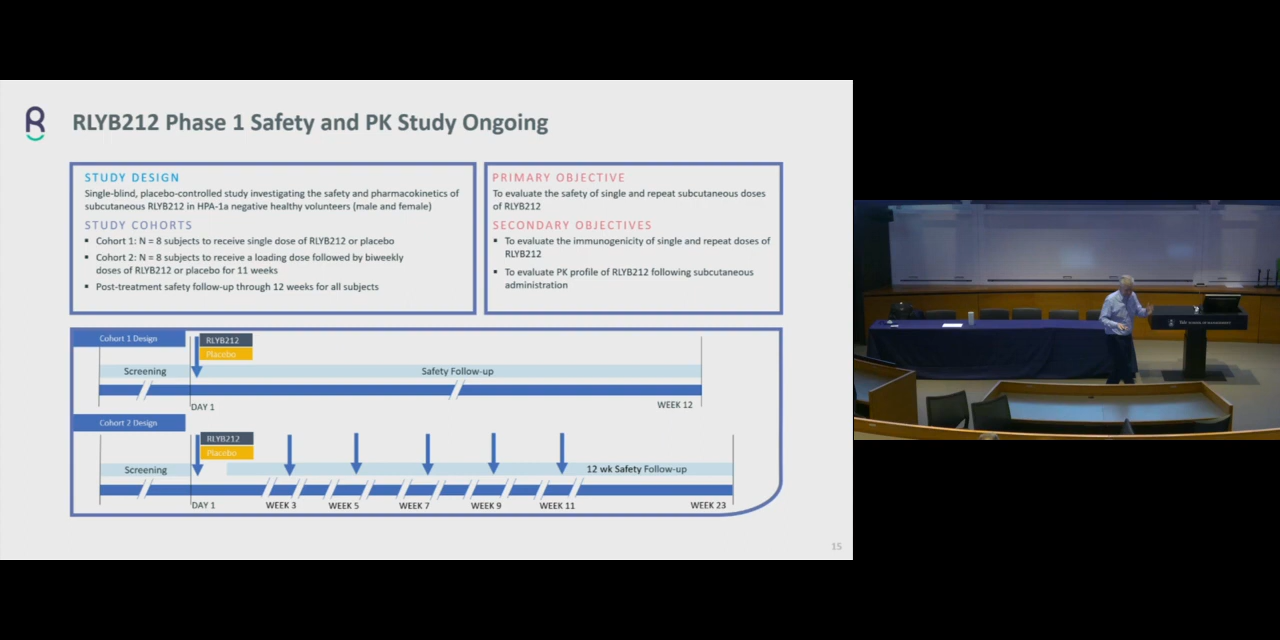 RLYB212 Phase 1 Safety and PK Study Ongoing
STUDY DESIGN
Single-blind, placebo-controlled study investigating the safety and pharmacokinetics of
subcutaneous RLYB212 in HPA-1a negative healthy volunteers (male and female)
STUDY COHORTS
▪ Cohort 1: N = 8 subjects to receive single dose of RLYB212 or placebo
▪ Cohort 2: N = 8 subjects to receive a loading dose followed by biweekly
doses of RLYB212 or placebo for 11 weeks
▪ Post-treatment safety follow-up through 12 weeks for all subjects
PRIMARY OBJECTIVE
To evaluate the safety of single and repeat subcutaneous doses
of RLYB212
SECONDARY OBJECTIVES
▪ To evaluate the immunogenicity of single and repeat doses of
RLYB212
▪ To evaluate PK profile of RLYB212 following subcutaneous
administration
Cohort 1 Design
RLYB212
Placebo
Screening
Safety Follow-up
DAY 1
WEEK 12
Cohort 2 Design
RLYB212
Placebo
Screening
12 wk Safety Follow-up
DAY 1
WEEK 3
WEEK 5
WEEK 7
WEEK 9
WEEK 11
WEEK 23
15
Yale SCHOOL OF MANAGEMENT